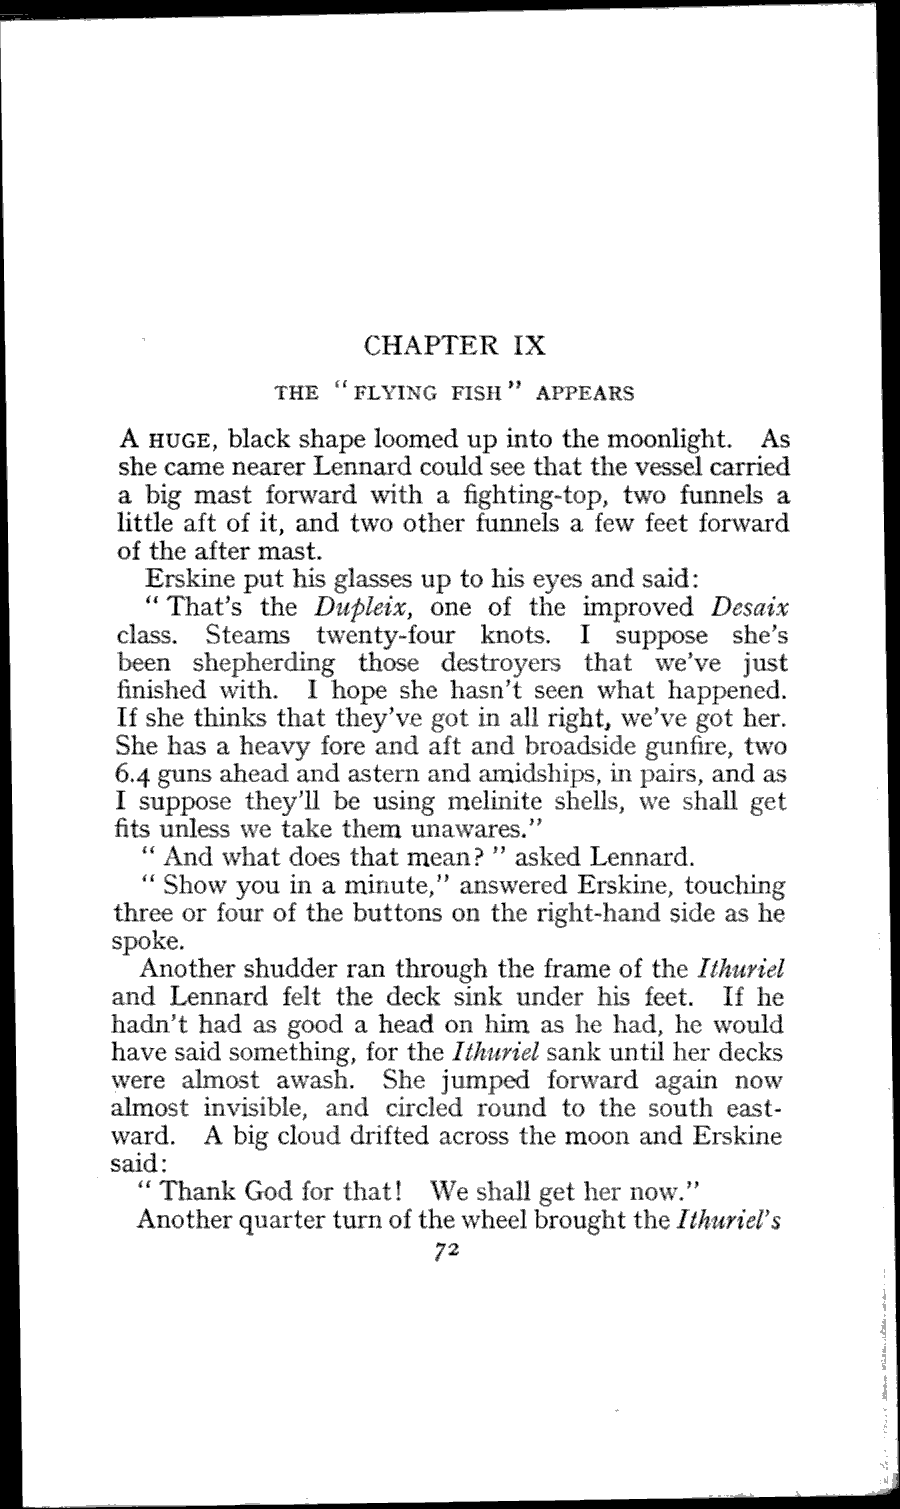 CHAPTER IX
THE “FLYING FISH” APPEARS
A HUGE, black shape loomed up into the moonlight. As
she came nearer Lennard could see that the vessel carried
a big mast forward with a fighting-top, two funnels a
little aft of it, and two other funnels a few feet forward
of the after mast.
Erskine put his glasses up to his eyes and said:
“That's the Dupleix, one of the improved Desaix
class. Steams twenty-four knots. I suppose she's
been shepherding those destroyers that we've just
finished with. I hope she hasn't seen what happened.
If she thinks that they've got in all right, we've got her.
She has a heavy fore and aft and broadside gunfire, two
6.4 guns ahead and astern and amidships, in pairs, and as
I suppose they'll be using melinite shells, we shall get
fits unless we take them unawares.”
“And what does that mean?” asked Lennard.
“Show you in a minute,” answered Erskine, touching
three or four of the buttons on the right-hand side as he
spoke.
Another shudder ran through the frame of the Ithuriel
and Lennard felt the deck sink under his feet. If he
hadn't had as good a head on him as he had, he would
have said something, for the Ithuriel sank until her decks
were almost awash. She jumped forward again now
almost invisible, and circled round to the south east-
ward. A big cloud drifted across the moon and Erskine
said:
“Thank God for that! We shall get her now.”
Another quarter turn of the wheel brought the Ithuriel's
72